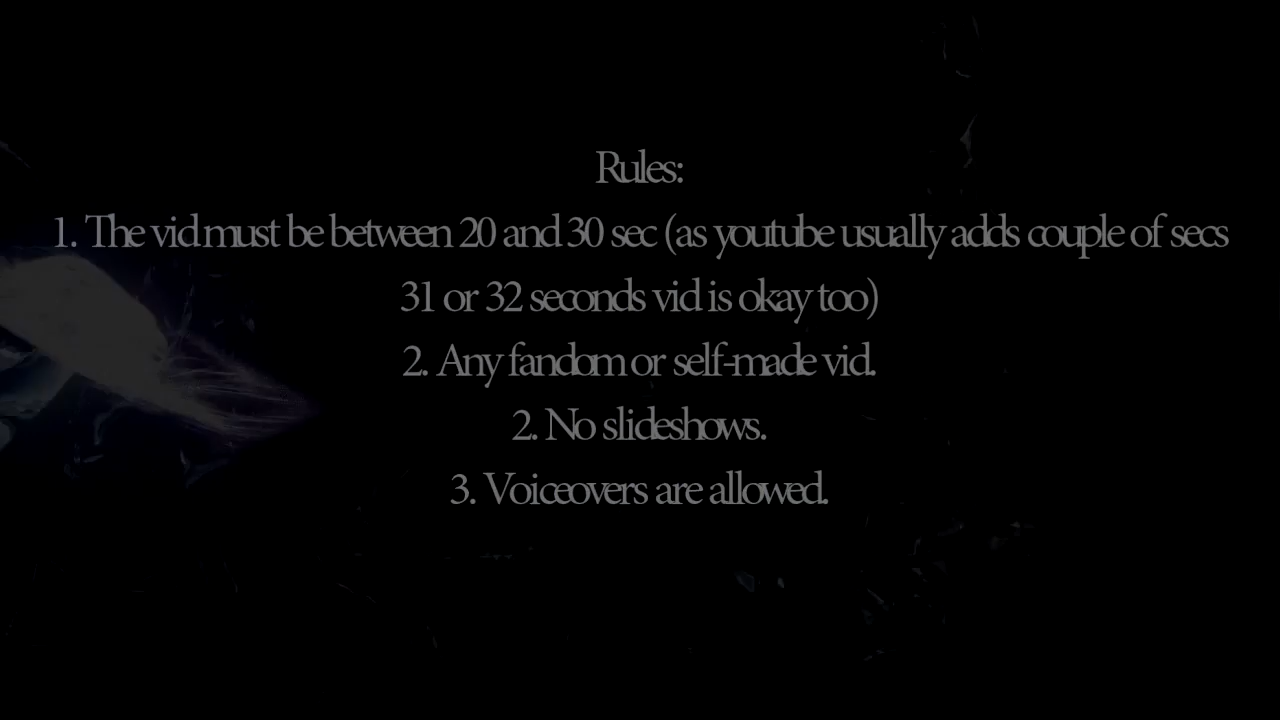 Rules:
1. The vid must be between 20 and 30 sec (as youtube usually adds couple of secs
31 or 32 seconds vid is okay too)
2. Any fandom or self-made vid.
2. No slideshows.
3. Voiceovers are allowed.